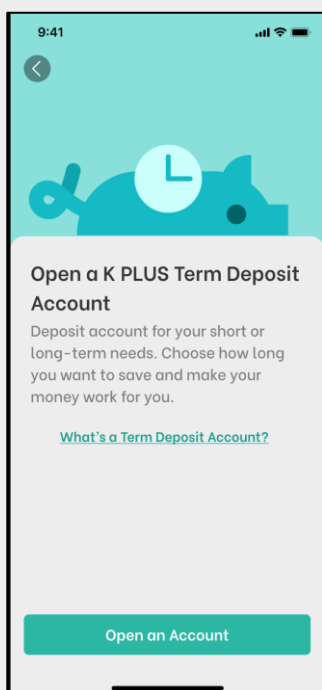 9:41
Open a K PLUS Term Deposit
Account
Deposit account for your short or
long-term needs. Choose how long
you want to save and make your
money work for you.
What's a Term Deposit Account?
Open an Account